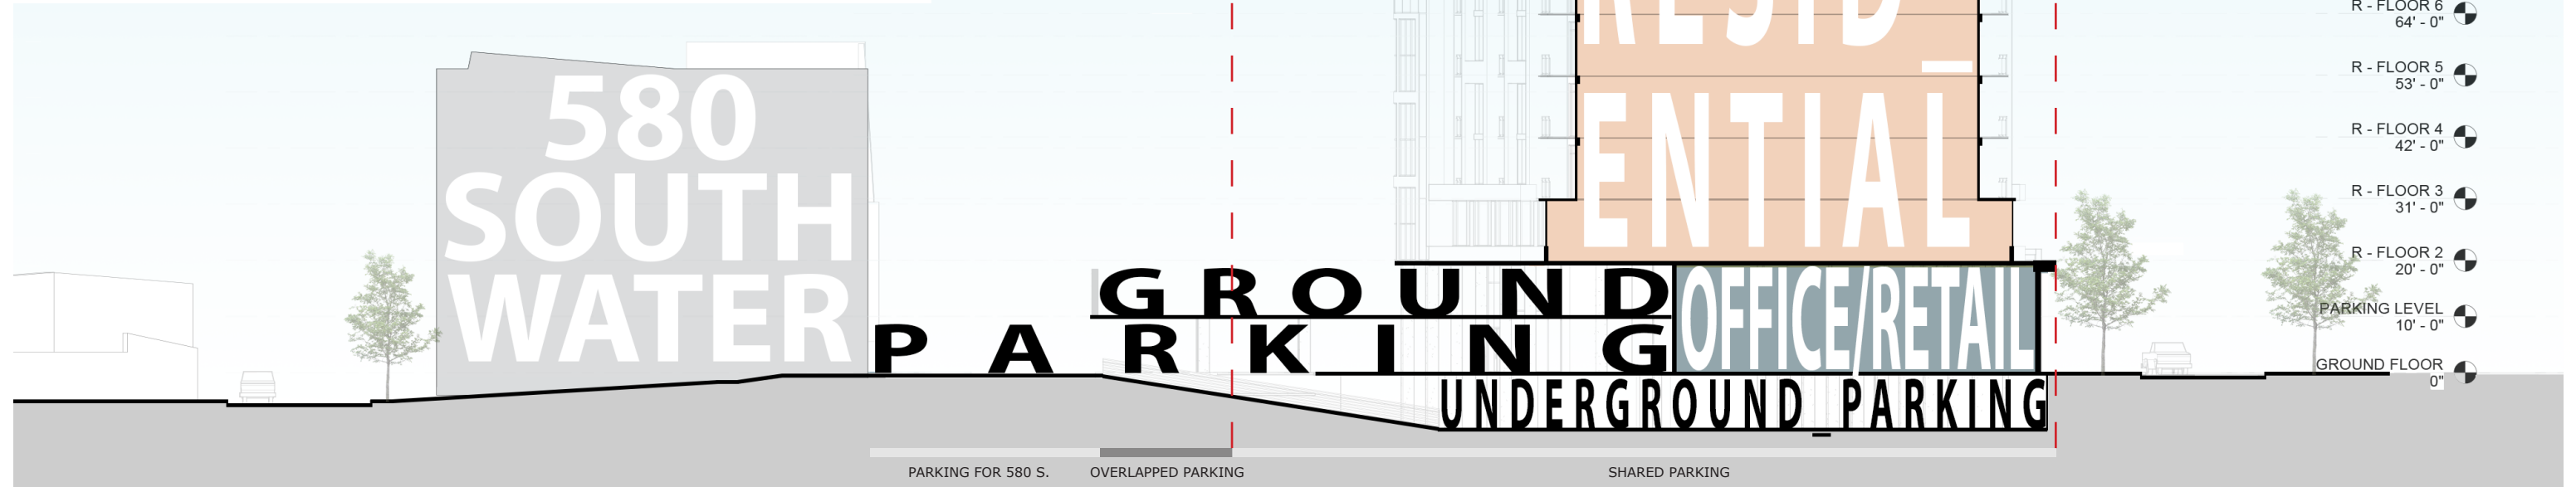 RESID_
ENTIAL
580
SOUTH
WATER
GROUND
PARKING
OFFICE/RETAIL
UNDERGROUND_PARKING
R - FLOOR 6
64' - 0"
R - FLOOR 5
53' - 0"
R - FLOOR 4
42' - 0"
R - FLOOR 3
31' - 0"
R - FLOOR 2
20' - 0"
PARKING LEVEL
10' - 0"
GROUND FLOOR
0"
PARKING FOR 580 S.
OVERLAPPED PARKING
SHARED PARKING